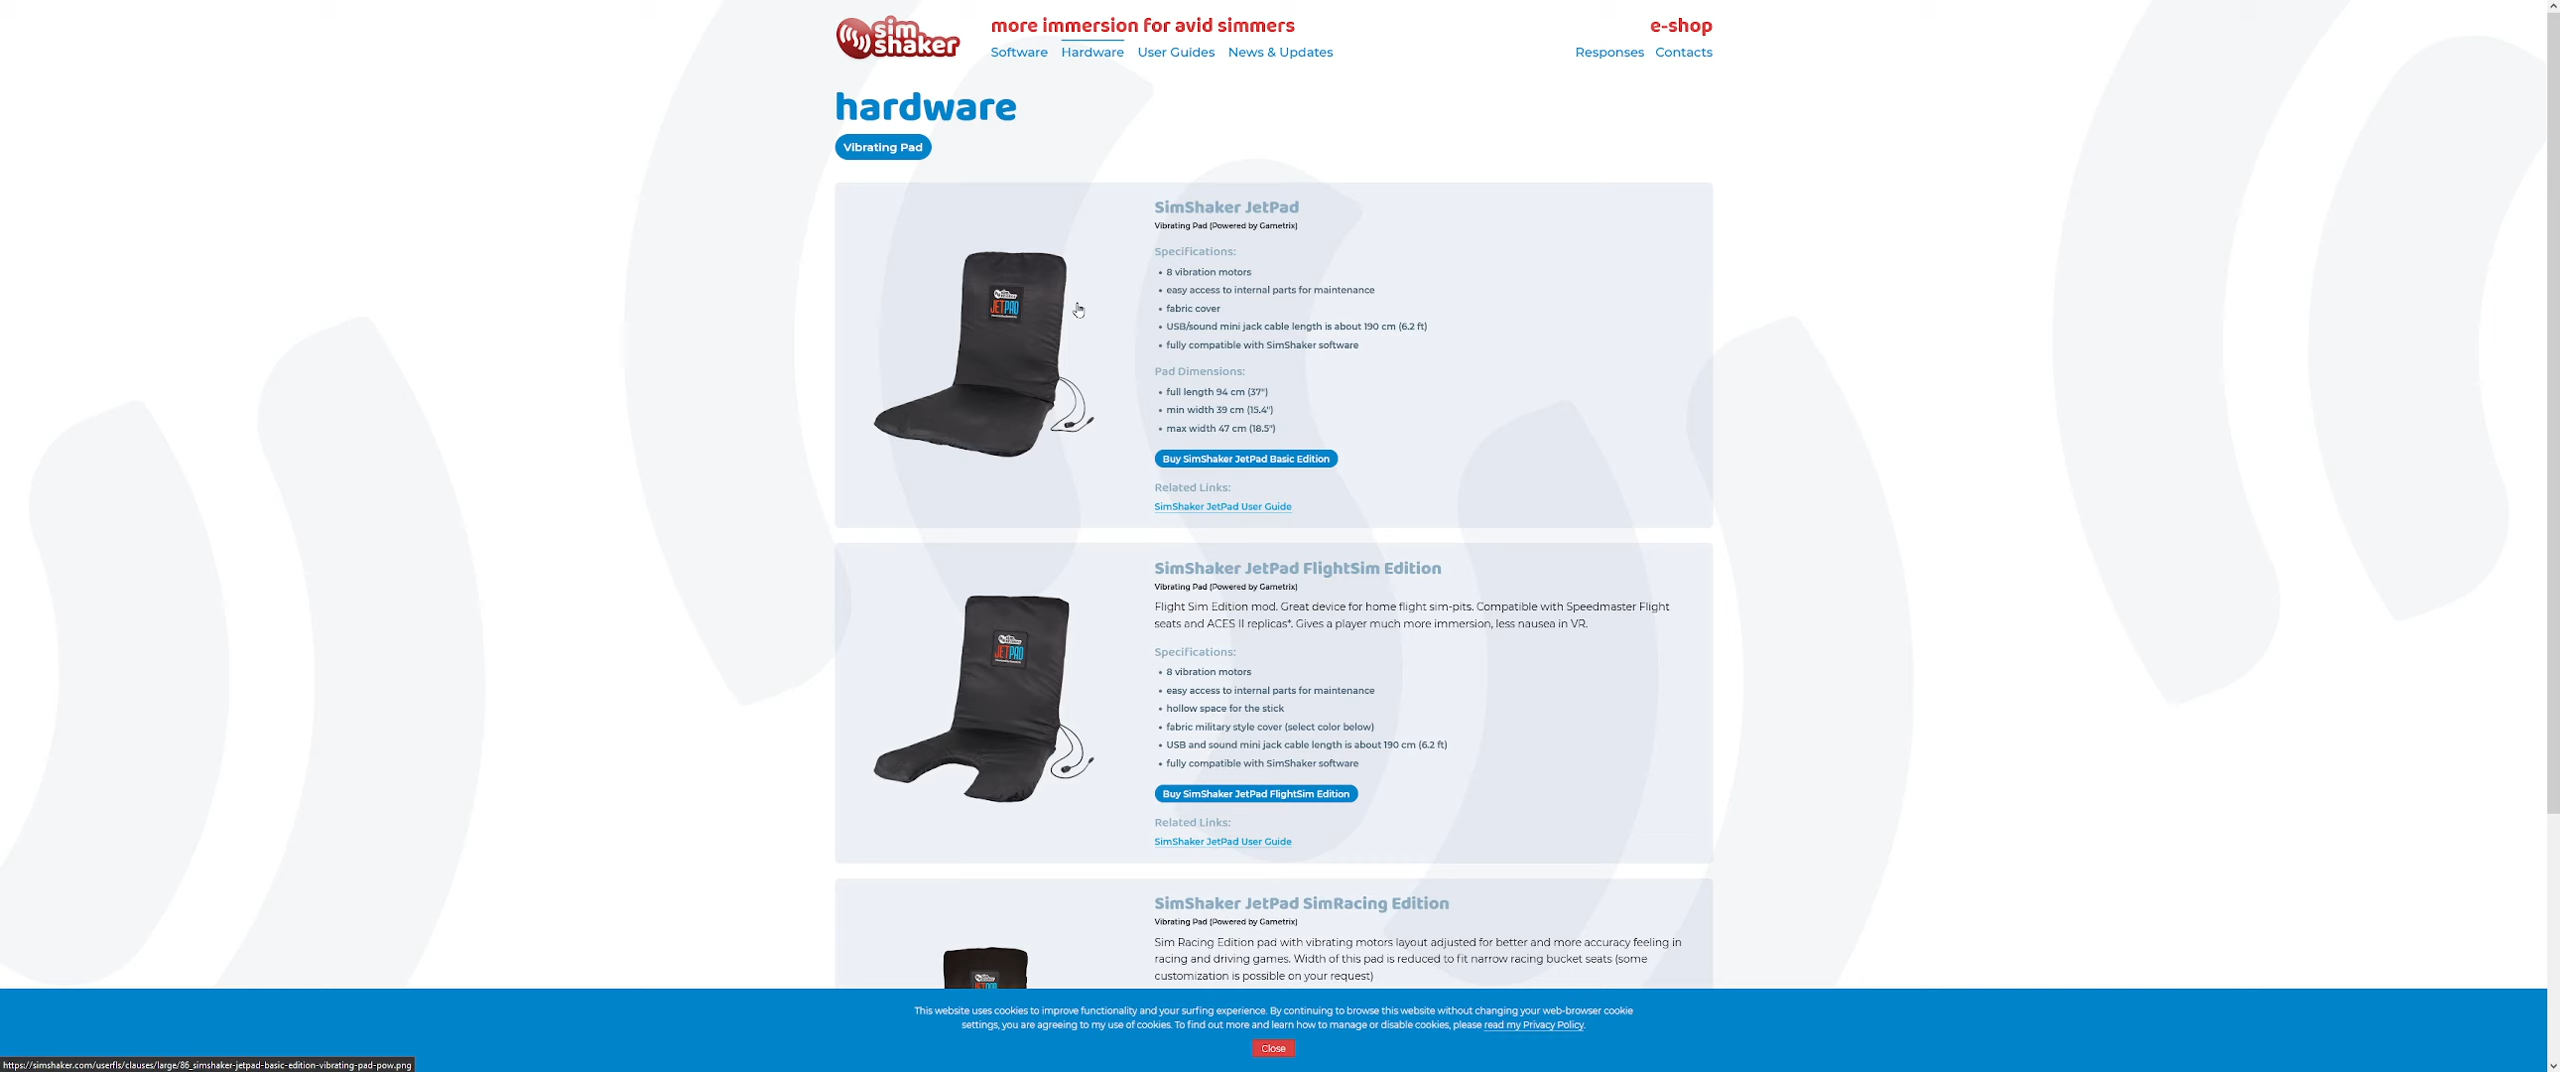 sim
shaker
more immersion for avid simmers
e-shop
Software Hardware User Guides News & Updates
Responses Contacts
hardware
Vibrating Pad
SimShaker JetPad
Vibrating Pad (Powered by Gametrix)
Specifications:
• 8 vibration motors
• easy access to internal parts for maintenance
• fabric cover
• USB/sound mini jack cable length is about 190 cm (6.2 ft)
• fully compatible with SimShaker software
Pad Dimensions:
• full length 94 cm (37")
• min width 39 cm (15.4")
• max width 47 cm (18.5")
Buy SimShaker JetPad Basic Edition
Related Links:
SimShaker JetPad User Guide
JETPAD
SimShaker JetPad FlightSim Edition
Vibrating Pad (Powered by Gametrix)
Flight Sim Edition mod. Great device for home flight sim-pits. Compatible with Speedmaster Flight
seats and ACES II replicas*. Gives a player much more immersion, less nausea in VR.
Specifications:
• 8 vibration motors
• easy access to internal parts for maintenance
• hollow space for the stick
• fabric military style cover (select color below)
• USB and sound mini jack cable length is about 190 cm (6.2 ft)
• fully compatible with SimShaker software
Buy SimShaker JetPad FlightSim Edition
Related Links:
SimShaker JetPad User Guide
JETPAD
SimShaker JetPad SimRacing Edition
Vibrating Pad (Powered by Gametrix)
Sim Racing Edition pad with vibrating motors layout adjusted for better and more accuracy feeling in
racing and driving games. Width of this pad is reduced to fit narrow racing bucket seats (some
customization is possible on your request)
This website uses cookies to improve functionality and your surfing experience. By continuing to browse this website without changing your web-browser cookie
settings, you are agreeing to my use of cookies. To find out more and learn how to manage or disable cookies, please read my Privacy Policy.
Close
https://simshaker.com/userfls/clauses/large/86_simshaker-jetpad-basic-edition-vibrating-pad-pow.png